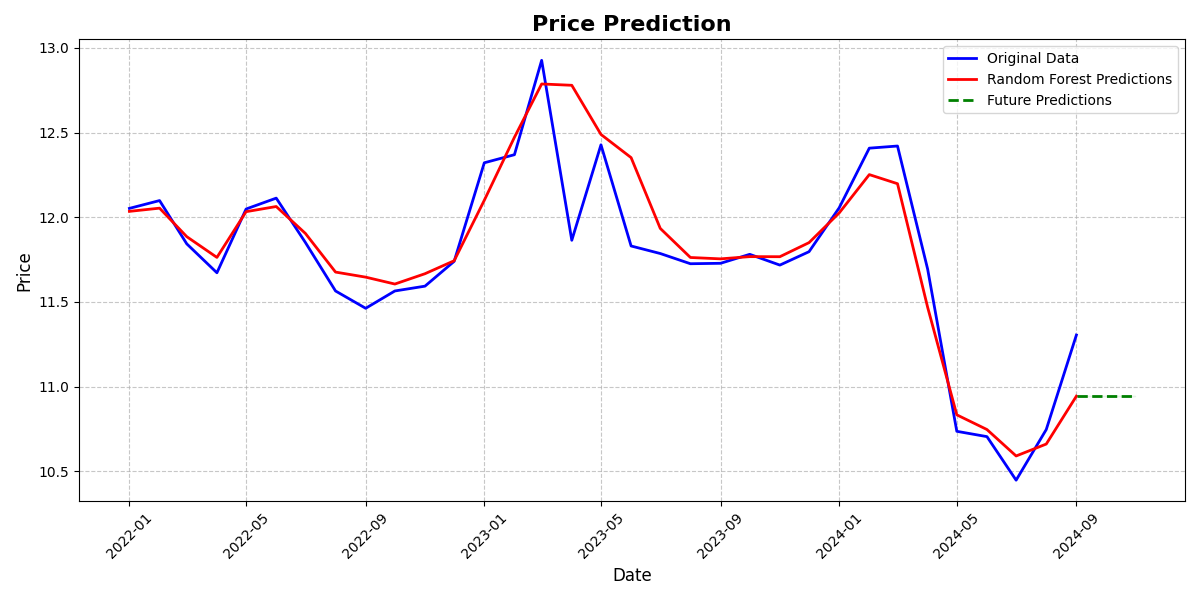 Price Prediction
13.0
12.5
12.0
11.5
11.0
10.5
Price
Original Data
Random Forest Predictions
Future Predictions
2022-01
2022-05
2022-09
2023-01
2023-05
2023-09
2024-01
2024-05
2024-09
Date